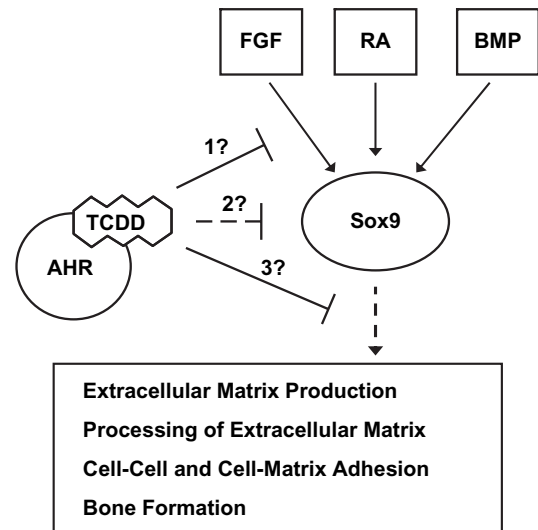 FGF
RA
BMP
1?
2?
TCDD
Sox9
AHR
3?
Extracellular Matrix Production
Processing of Extracellular Matrix
Cell-Cell and Cell-Matrix Adhesion
Bone Formation